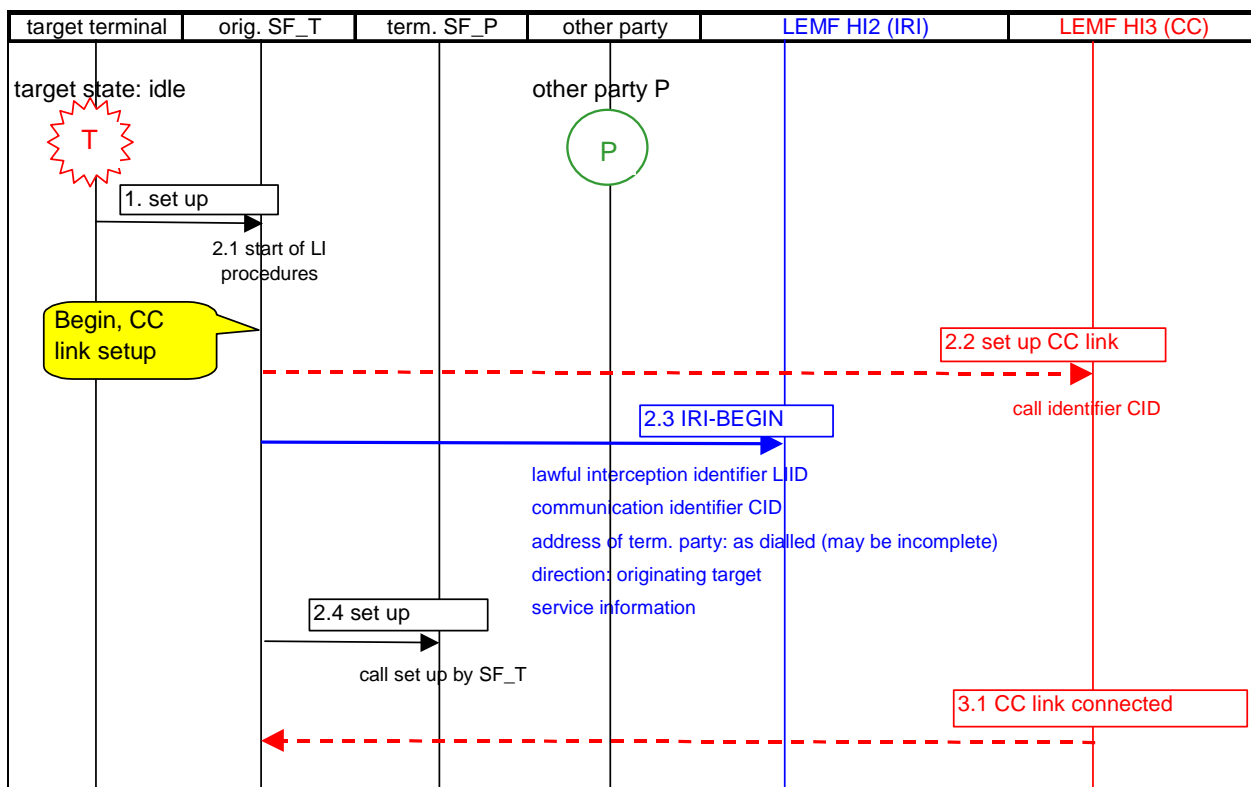 target terminal orig. SF_T term. SF_P other party LEMF HI2 (IRI) LEMF HI3 (CC)
target state: idle
other party P
T
P
1. set up
2.1 start of LI
procedures
Begin, CC
link setup
2.2 set up CC link
call identifier CID
2.3 IRI-BEGIN
lawful interception identifier LIID
communication identifier CID
address of term. party: as dialled (may be incomplete)
direction: originating target
service information
2.4 set up
call set up by SF_T
3.1 CC link connected